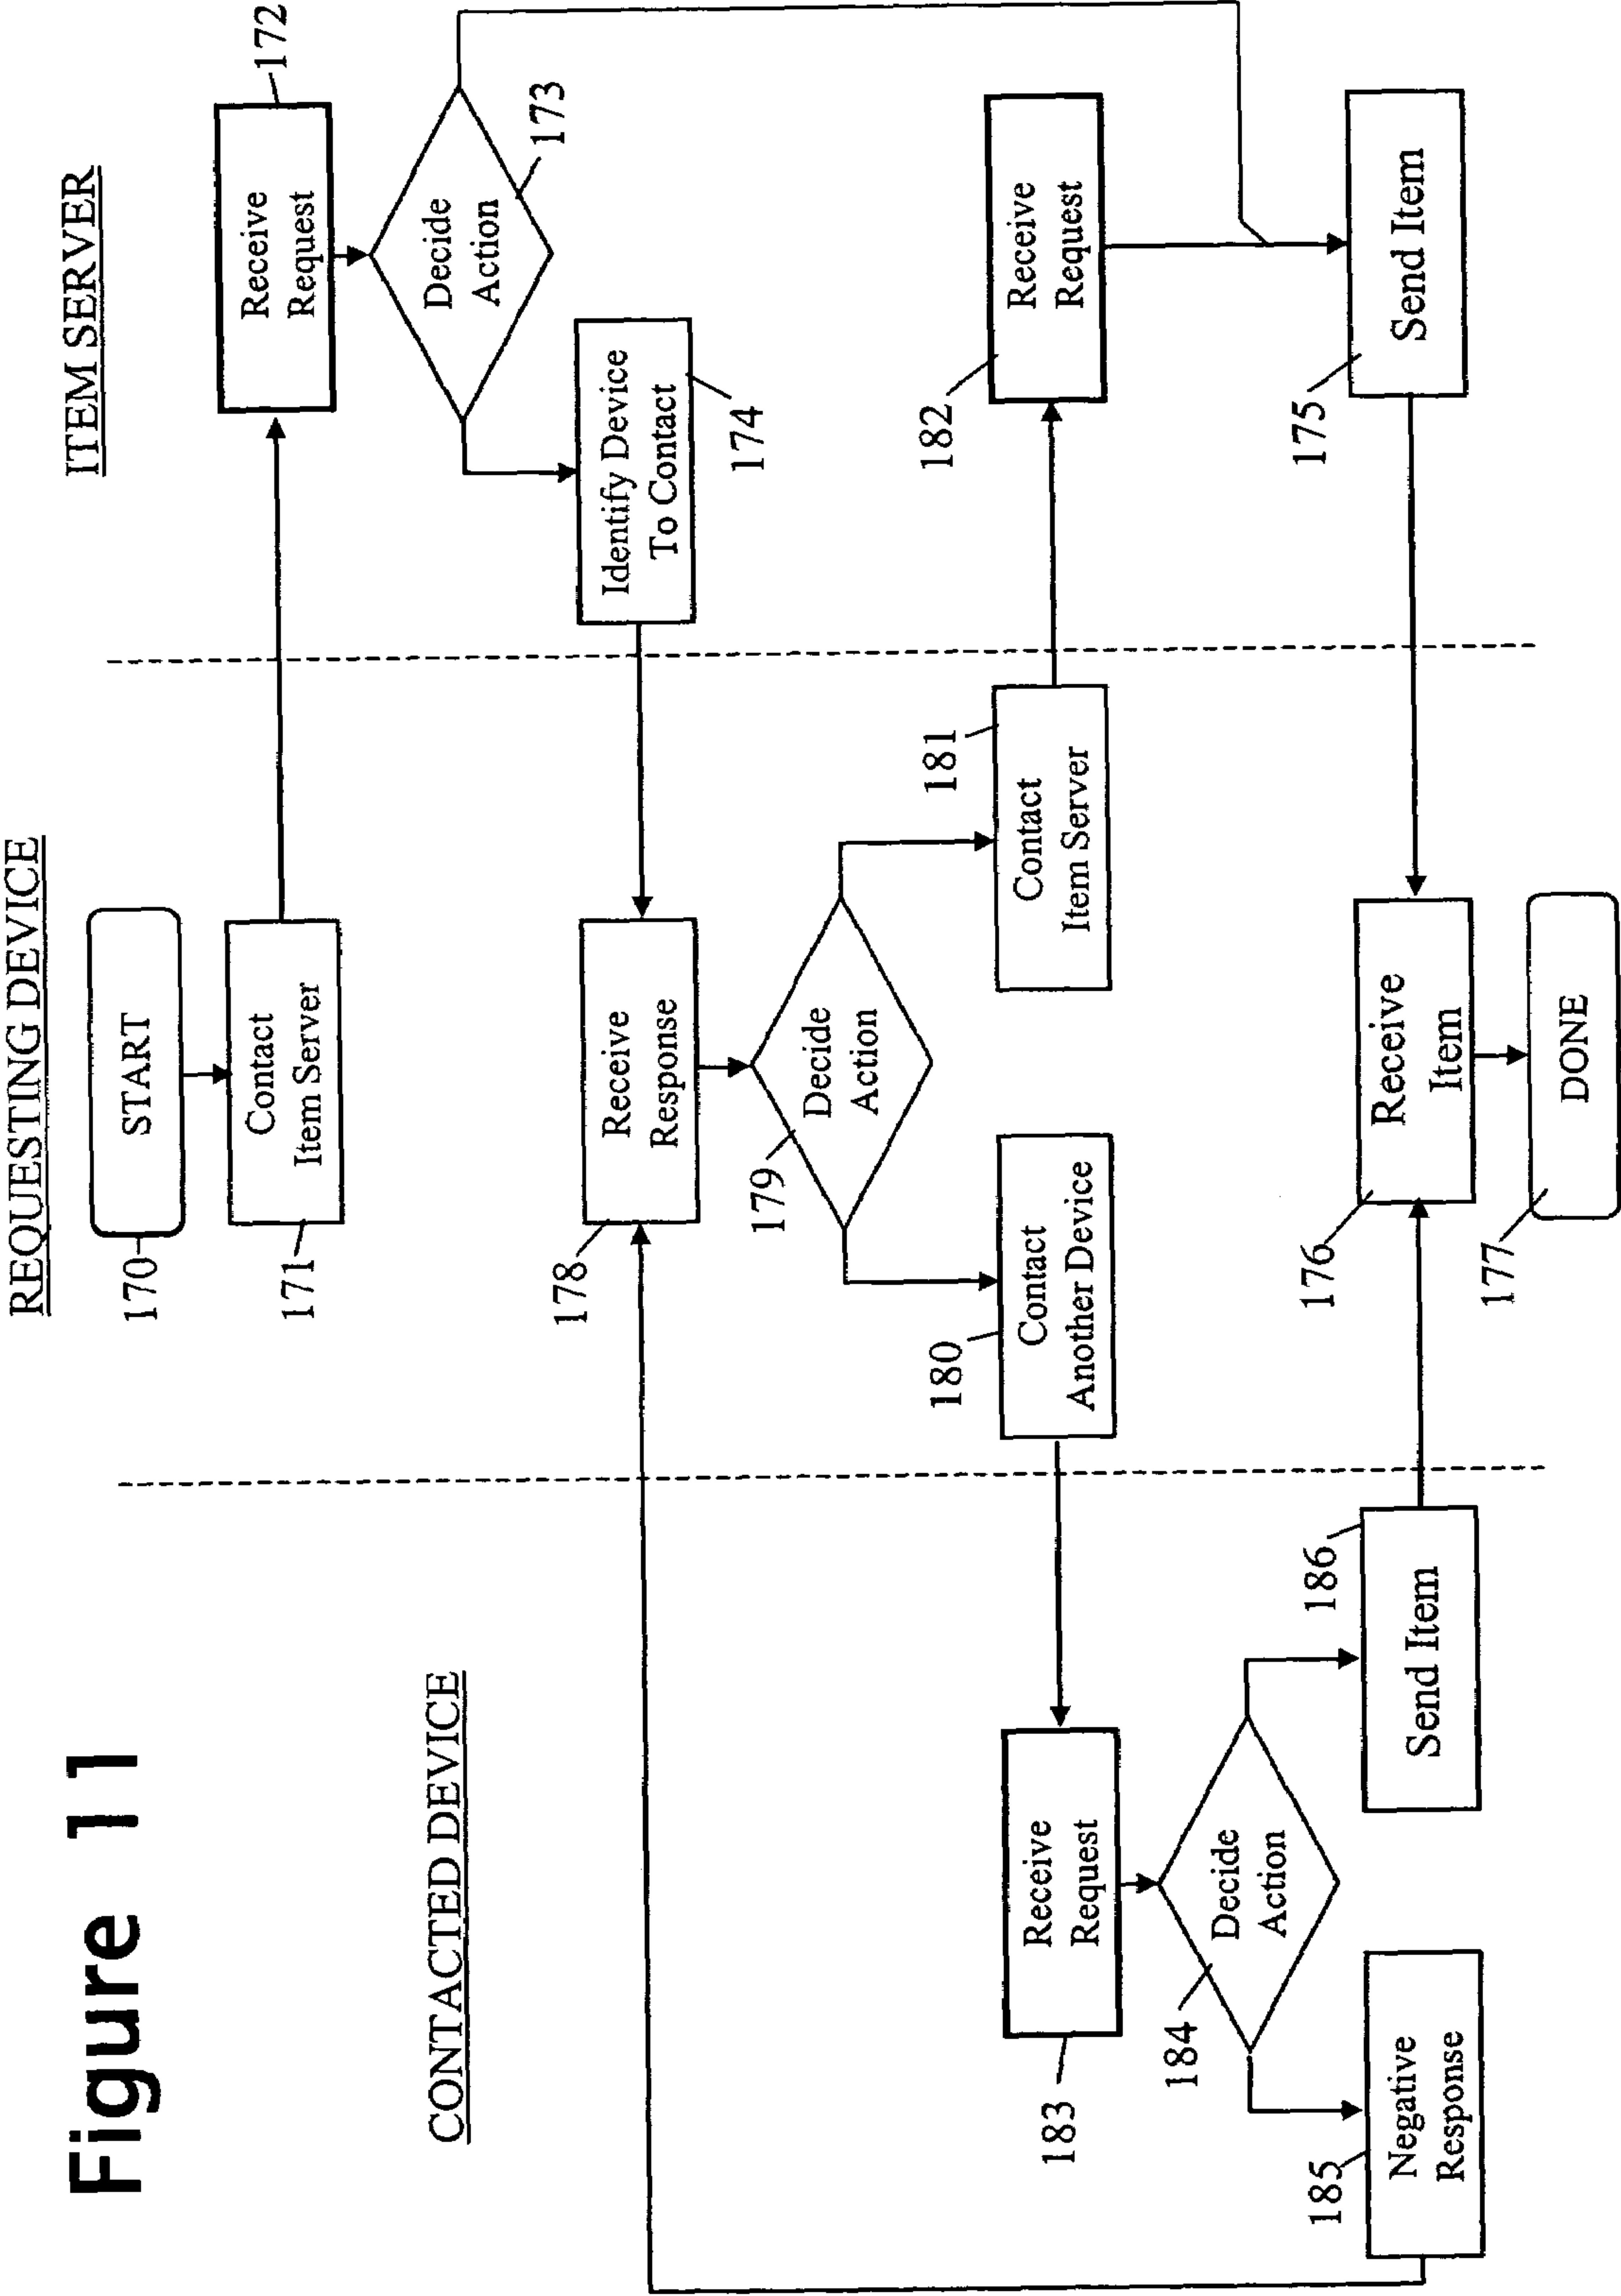 Figure 11
CONTACTED DEVICE
REQUESTING DEVICE
ITEM SERVER
170
START
171
Contact
Item Server
Receive
Request
172
Decide
Action
173
Identify Device
To Contact
174
178
Receive
Response
179
Decide
Action
180
Contact
Another Device
181
Contact
Item Server
182
Receive
Request
183
Receive
Request
184
Decide
Action
185
Negative
Response
186
Send Item
176
Receive
Item
175
Send Item
177
DONE